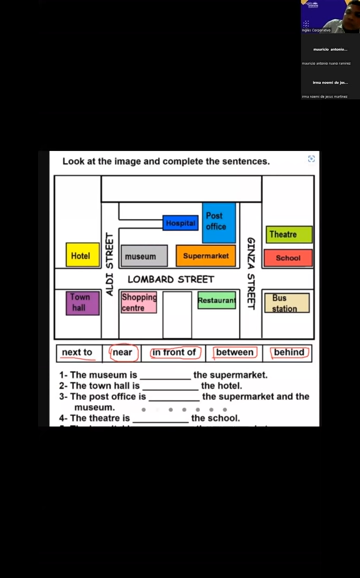 Look at the image and complete the sentences.
Post office
Hospital
Theatre
Hotel
museum
Supermarket
School
ALDI STREET
GINZA STREET
LOMBARD STREET
Town hall
Shopping centre
Restaurant
Bus station
next to near in front of between behind
1- The museum is __________ the supermarket.
2- The town hall is ___________ the hotel.
3- The post office is __________ the supermarket and the
museum.
4- The theatre is __________ the school.